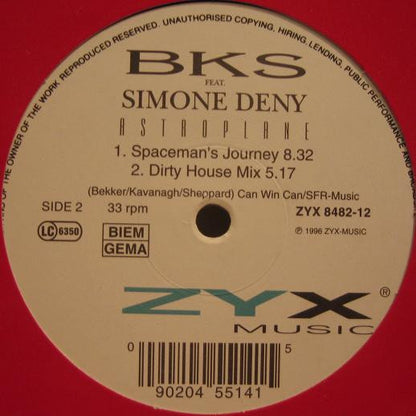 OF THE OWNER OF THE WORK REPRODUCED RESERVED. UNAUTHORISED COPYING, HIRING, LENDING, PUBLIC PERFORMANCE AND
BKS
FEAT.
SIMONE DENY
ASTROPLANE
1. Spaceman's Journey 8.32
2. Dirty House Mix 5.17
(Bekker/Kavanagh/Sheppard) Can Win Can/SFR-Music
SIDE 2 33 rpm ZYX 8482-12
LC 6350 BIEM GEMA ℗ 1996 ZYX-MUSIC
ZYX®
MUSIC
0 90204 55141 5